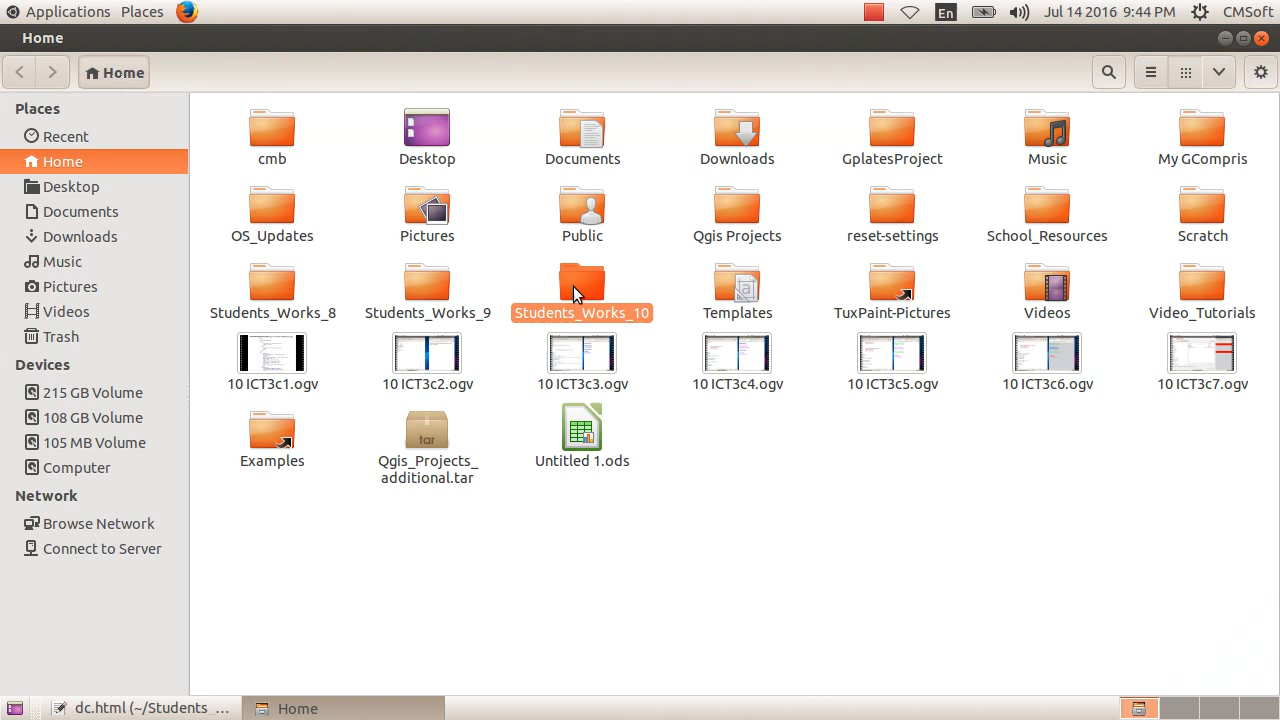 Applications Places En Jul 14 2016 9:44 PM CMSoft
Home
Home
Places
Recent
Home
Desktop
Documents
Downloads
Music
Pictures
Videos
Trash
Devices
215 GB Volume
108 GB Volume
105 MB Volume
Computer
Network
Browse Network
Connect to Server
cmb Desktop Documents Downloads GplatesProject Music My GCompris
OS_Updates Pictures Public Qgis Projects reset-settings School_Resources Scratch
Students_Works_8 Students_Works_9 Students_Works_10 Templates TuxPaint-Pictures Videos Video_Tutorials
10 ICT3c1.ogv 10 ICT3c2.ogv 10 ICT3c3.ogv 10 ICT3c4.ogv 10 ICT3c5.ogv 10 ICT3c6.ogv 10 ICT3c7.ogv
tar
Examples Qgis_Projects_ Untitled 1.ods
additional.tar
dc.html (~/Students_... Home